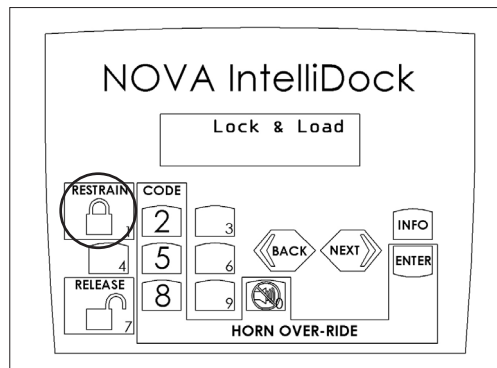 NOVA IntelliDock
Lock & Load
RESTRAIN CODE
1 2 3
INFO
BACK NEXT
4 5 6
ENTER
RELEASE
7 8 9 0
HORN OVER-RIDE